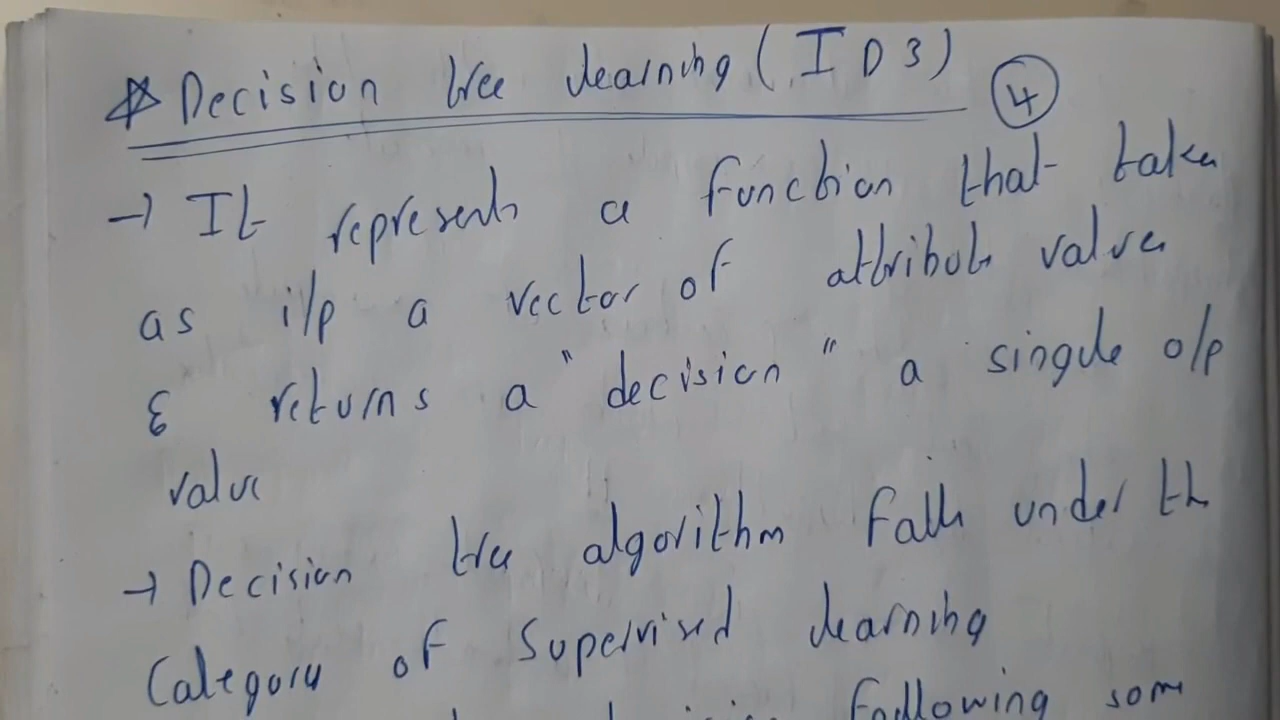 ☆ Decision tree learning (ID3) ④
→ It represents a function that takes
as i/p a vector of attribute values
& returns a "decision" a single o/p
value
→ Decision tree algorithm falls under the
Category of Supervised learning
following some